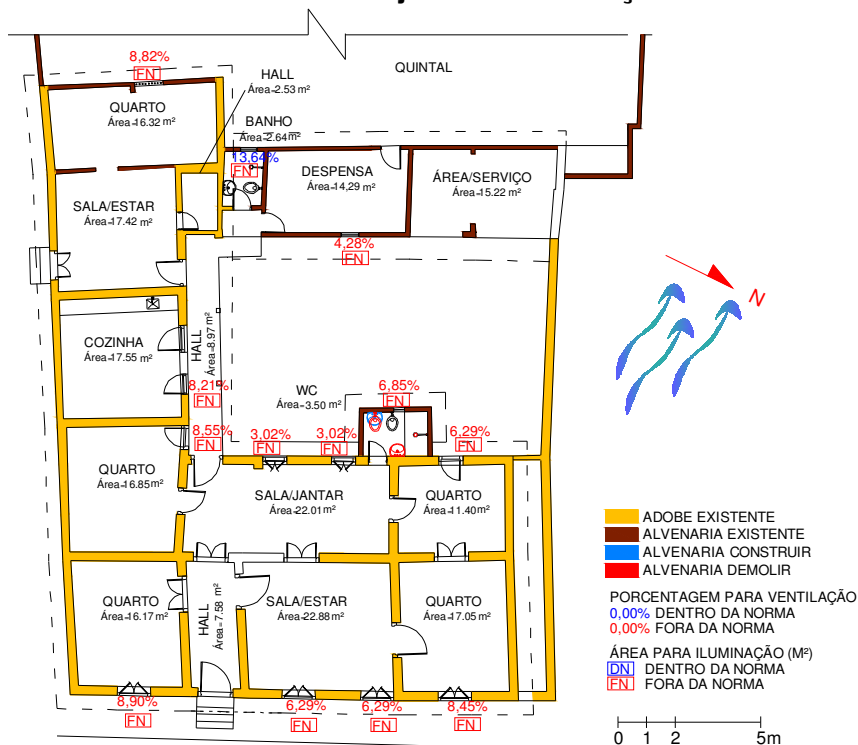 8,82%
FN
HALL
Área=2.53 m²
QUINTAL
QUARTO
Área=16.32 m²
BANHO
Área=2.64m²
13,64%
FN
DESPENSA
Área=14,29 m²
ÁREA/SERVIÇO
Área=15.22 m²
SALA/ESTAR
Área=17.42 m²
4,28%
FN
N
COZINHA
Área=17.55 m²
HALL
Área=8.97 m²
8,21%
FN
WC
Área=3.50 m²
6,85%
FN
8,55%
FN
3,02%
FN
3,02%
FN
6,29%
FN
QUARTO
Área=16.85m²
SALA/JANTAR
Área=22.01m²
QUARTO
Área=11.40m²
QUARTO
Área=16.17 m²
HALL
Área=7.58 m²
SALA/ESTAR
Área=22.88 m²
QUARTO
Área=17.05 m²
8,90%
FN
6,29%
FN
6,29%
FN
8,45%
FN
ADOBE EXISTENTE
ALVENARIA EXISTENTE
ALVENARIA CONSTRUIR
ALVENARIA DEMOLIR
PORCENTAGEM PARA VENTILAÇÃO
0,00% DENTRO DA NORMA
0,00% FORA DA NORMA
ÁREA PARA ILUMINAÇÃO (M²)
DN DENTRO DA NORMA
FN FORA DA NORMA
0 1 2 5m